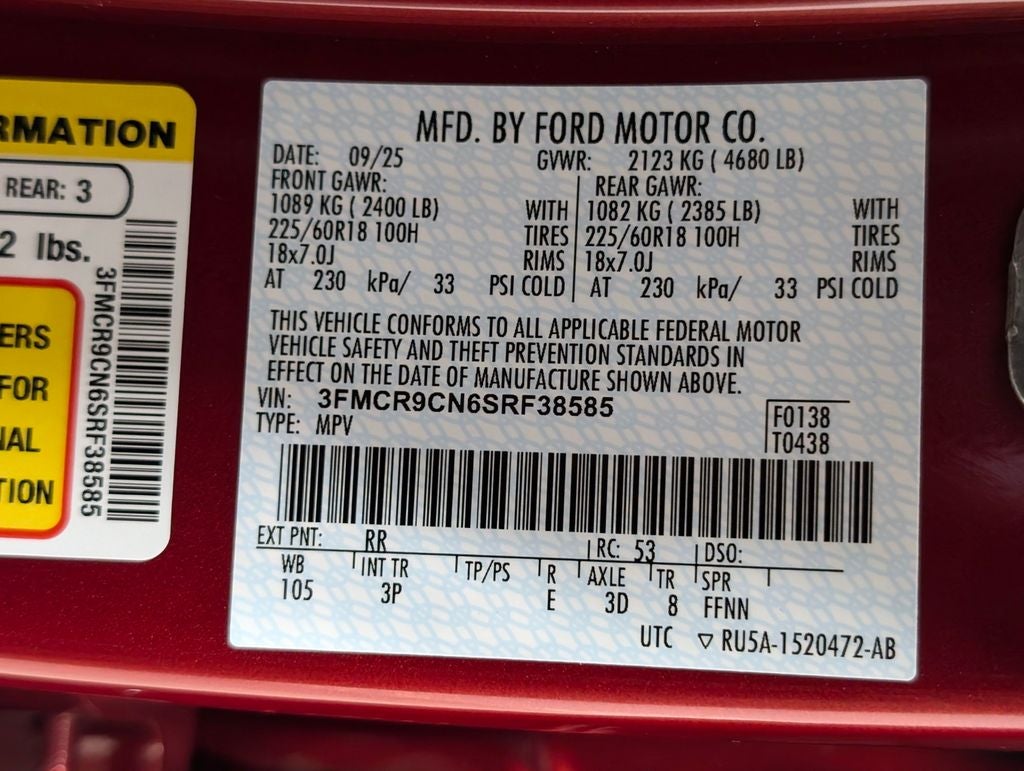 RMATION
REAR: 3
2 lbs.
ERS
FOR
NAL
TION
3FMCR9CN6SRF38585
MFD. BY FORD MOTOR CO.
DATE: 09/25 GVWR: 2123 KG ( 4680 LB)
FRONT GAWR: REAR GAWR:
1089 KG ( 2400 LB) WITH 1082 KG ( 2385 LB) WITH
225/60R18 100H TIRES 225/60R18 100H TIRES
18x7.0J RIMS 18x7.0J RIMS
AT 230 kPa/ 33 PSI COLD AT 230 kPa/ 33 PSI COLD
THIS VEHICLE CONFORMS TO ALL APPLICABLE FEDERAL MOTOR
VEHICLE SAFETY AND THEFT PREVENTION STANDARDS IN
EFFECT ON THE DATE OF MANUFACTURE SHOWN ABOVE.
VIN: 3FMCR9CN6SRF38585
TYPE: MPV
F0138
T0438
EXT PNT: RR RC: 53 DSO:
WB INT TR TP/PS R AXLE TR SPR
105 3P E 3D 8 FFNN
UTC ▽ RU5A-1520472-AB